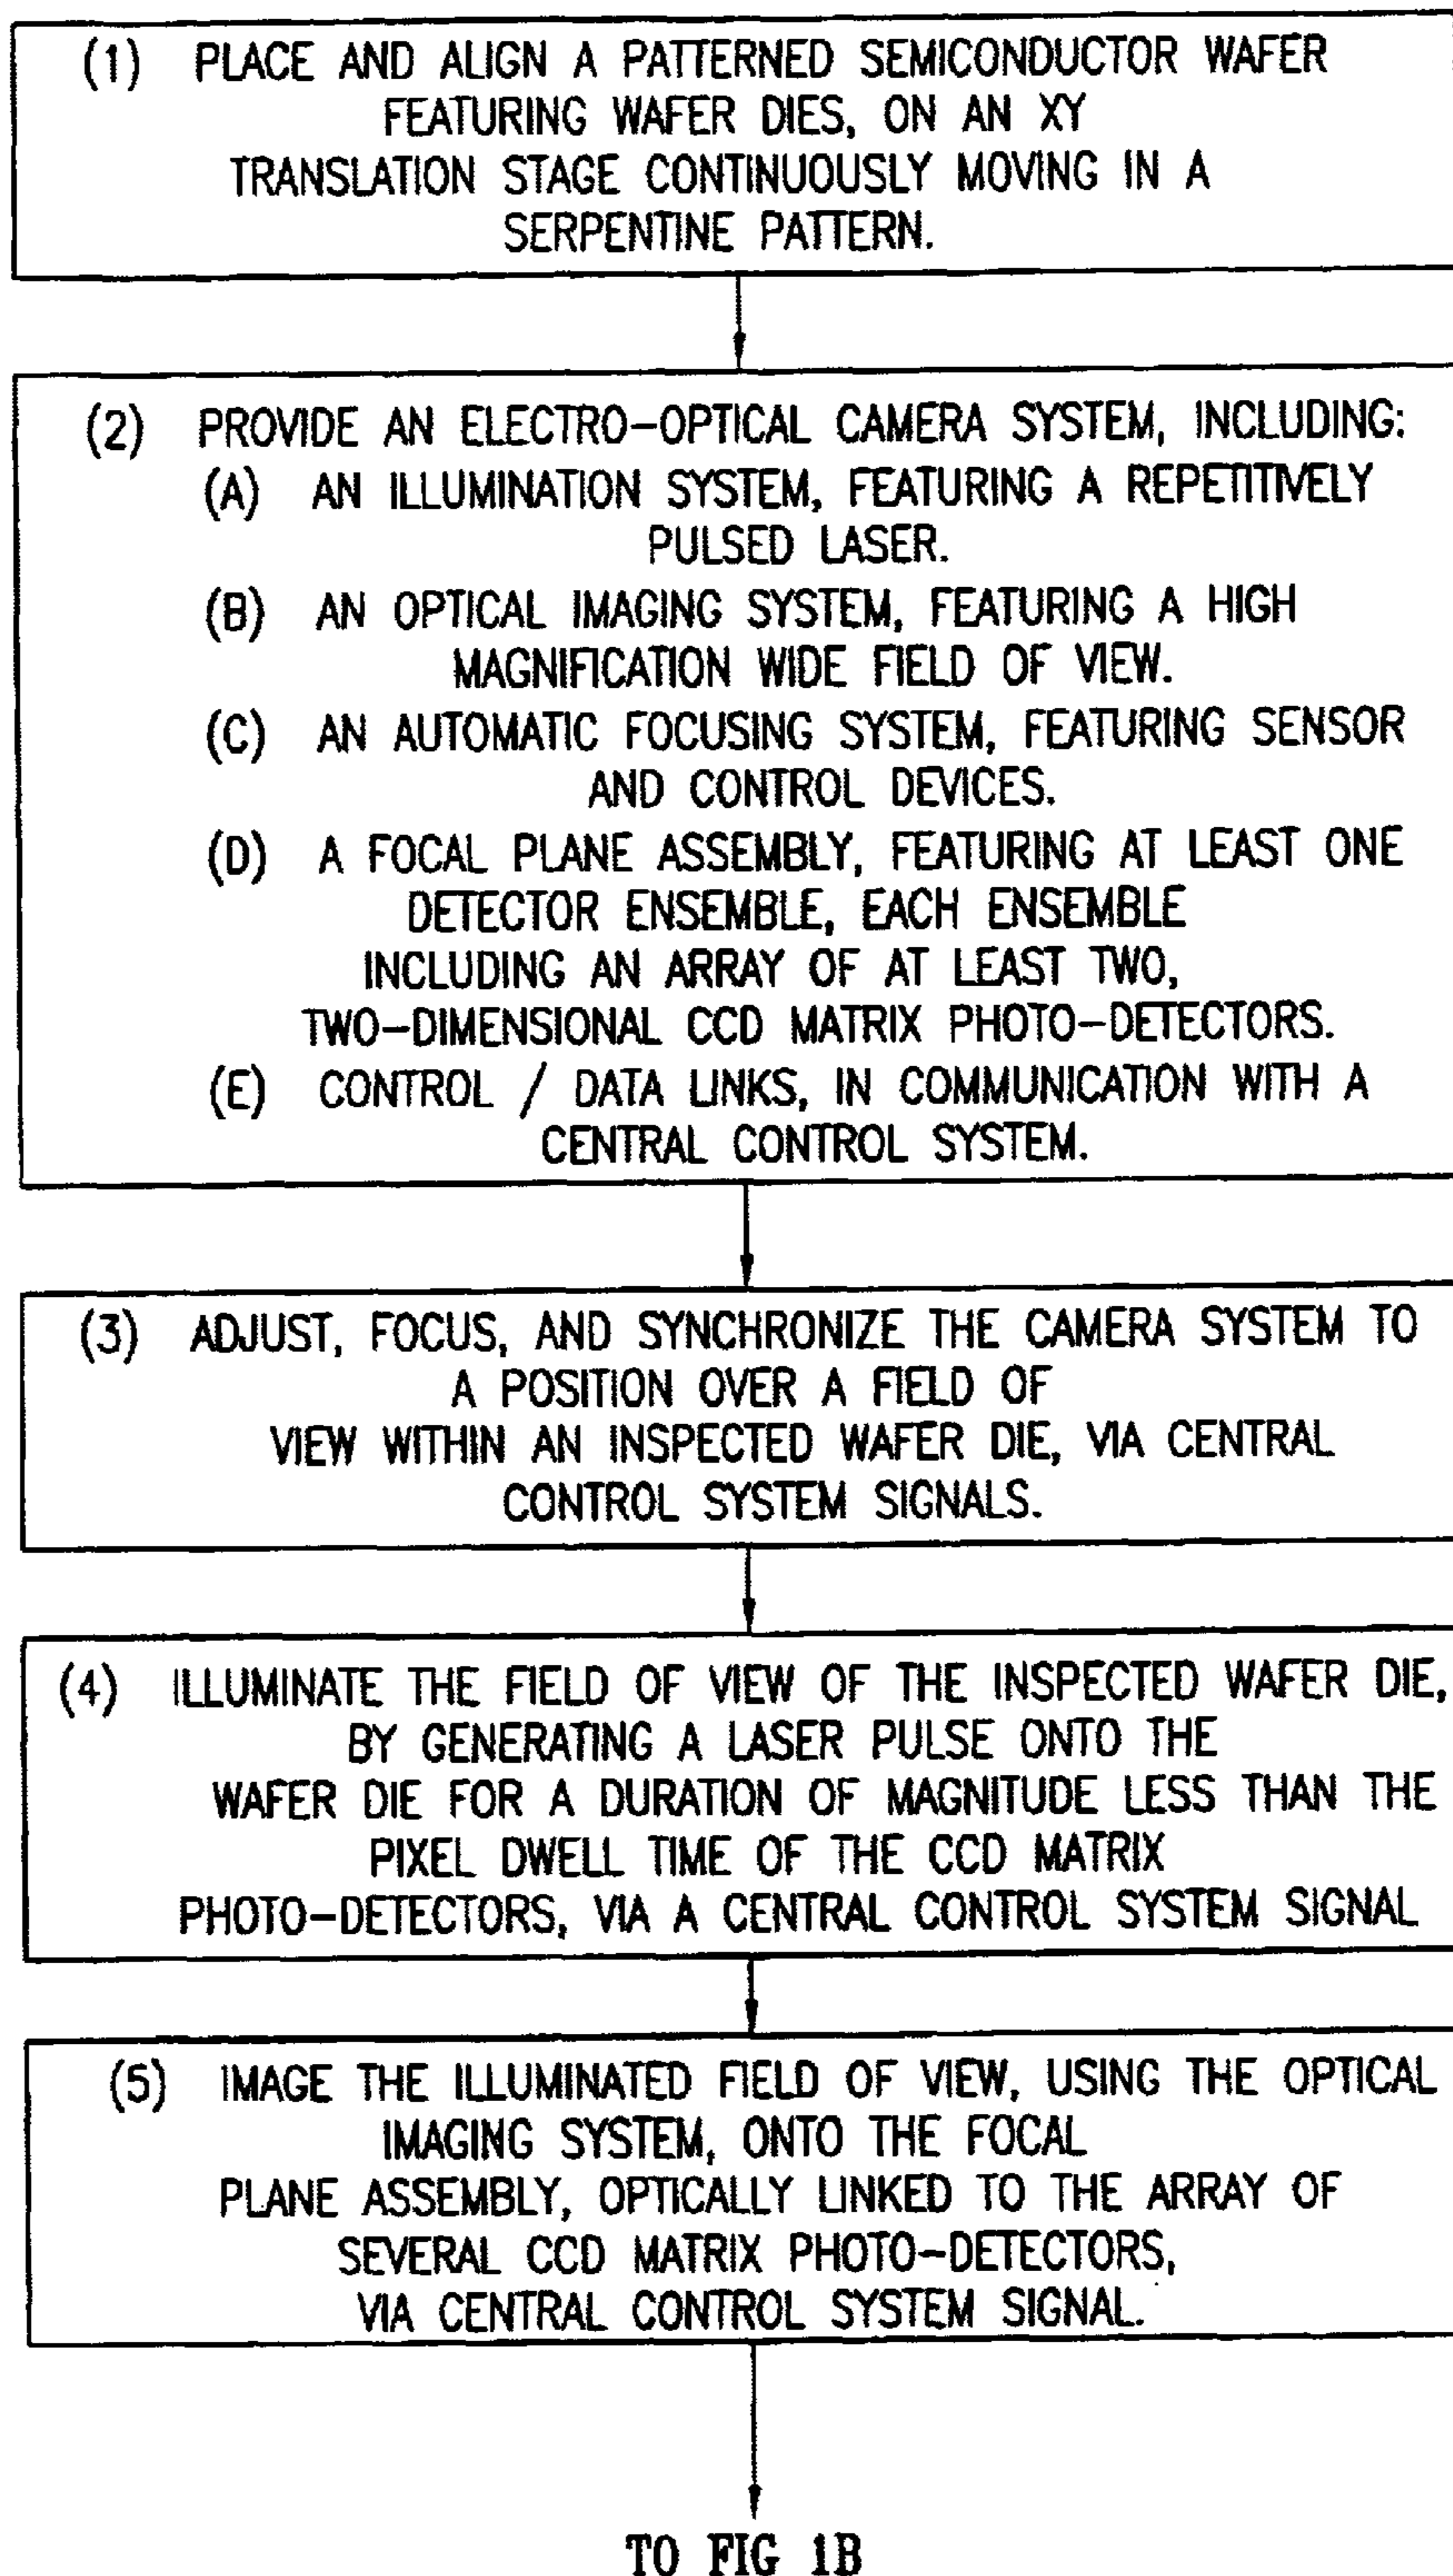 (1) PLACE AND ALIGN A PATTERNED SEMICONDUCTOR WAFER
FEATURING WAFER DIES, ON AN XY
TRANSLATION STAGE CONTINUOUSLY MOVING IN A
SERPENTINE PATTERN.
(2) PROVIDE AN ELECTRO-OPTICAL CAMERA SYSTEM, INCLUDING:
(A) AN ILLUMINATION SYSTEM, FEATURING A REPETITIVELY
PULSED LASER.
(B) AN OPTICAL IMAGING SYSTEM, FEATURING A HIGH
MAGNIFICATION WIDE FIELD OF VIEW.
(C) AN AUTOMATIC FOCUSING SYSTEM, FEATURING SENSOR
AND CONTROL DEVICES.
(D) A FOCAL PLANE ASSEMBLY, FEATURING AT LEAST ONE
DETECTOR ENSEMBLE, EACH ENSEMBLE
INCLUDING AN ARRAY OF AT LEAST TWO,
TWO-DIMENSIONAL CCD MATRIX PHOTO-DETECTORS.
(E) CONTROL / DATA LINKS, IN COMMUNICATION WITH A
CENTRAL CONTROL SYSTEM.
(3) ADJUST, FOCUS, AND SYNCHRONIZE THE CAMERA SYSTEM TO
A POSITION OVER A FIELD OF
VIEW WITHIN AN INSPECTED WAFER DIE, VIA CENTRAL
CONTROL SYSTEM SIGNALS.
(4) ILLUMINATE THE FIELD OF VIEW OF THE INSPECTED WAFER DIE,
BY GENERATING A LASER PULSE ONTO THE
WAFER DIE FOR A DURATION OF MAGNITUDE LESS THAN THE
PIXEL DWELL TIME OF THE CCD MATRIX
PHOTO-DETECTORS, VIA A CENTRAL CONTROL SYSTEM SIGNAL
(5) IMAGE THE ILLUMINATED FIELD OF VIEW, USING THE OPTICAL
IMAGING SYSTEM, ONTO THE FOCAL
PLANE ASSEMBLY, OPTICALLY LINKED TO THE ARRAY OF
SEVERAL CCD MATRIX PHOTO-DETECTORS,
VIA CENTRAL CONTROL SYSTEM SIGNAL.
TO FIG 1B